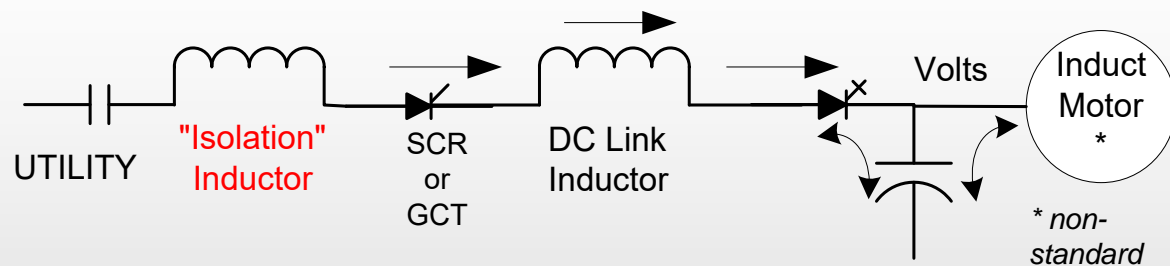 UTILITY
"Isolation"
Inductor
SCR
or
GCT
DC Link
Inductor
Volts
Induct
Motor
*
* non-
standard